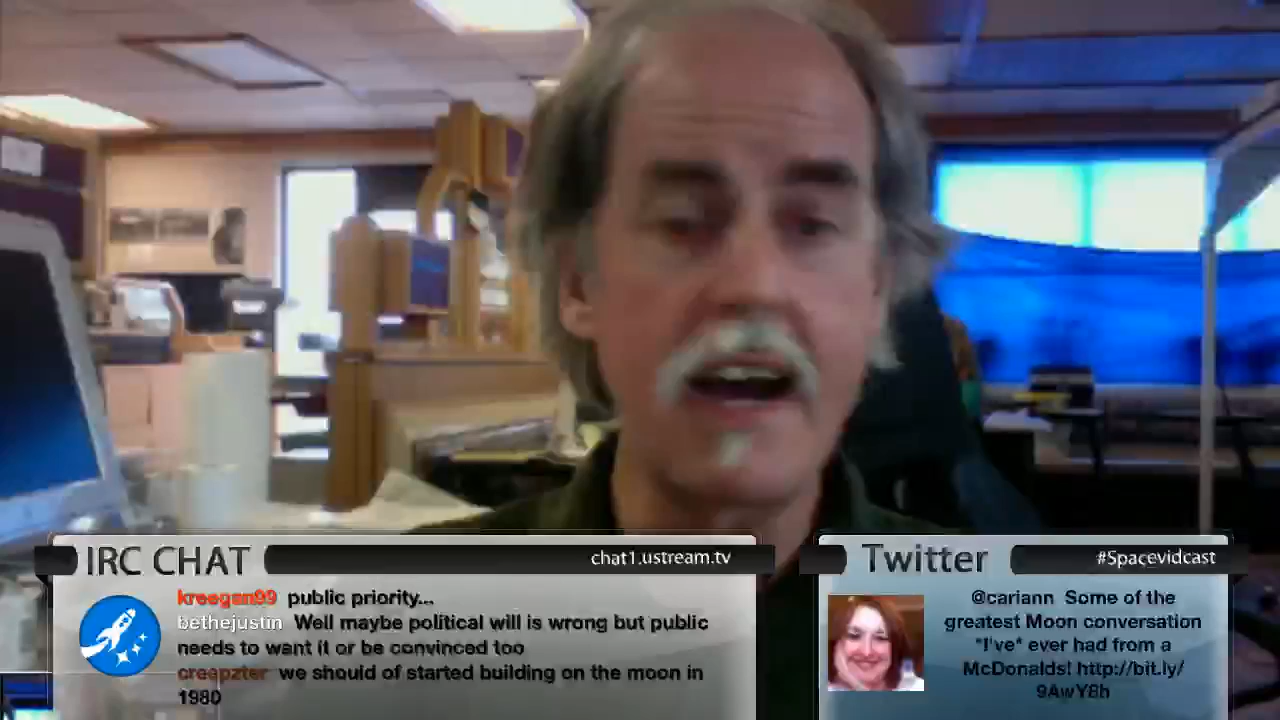 IRC CHAT
chat1.ustream.tv
kreegan99 public priority...
bethejustin Well maybe political will is wrong but public
needs to want it or be convinced too
creapzter we should of started building on the moon in
1980
Twitter
#Spacevidcast
@cariann Some of the
greatest Moon conversation
*I've* ever had from a
McDonalds! http://bit.ly/
9AwY8h